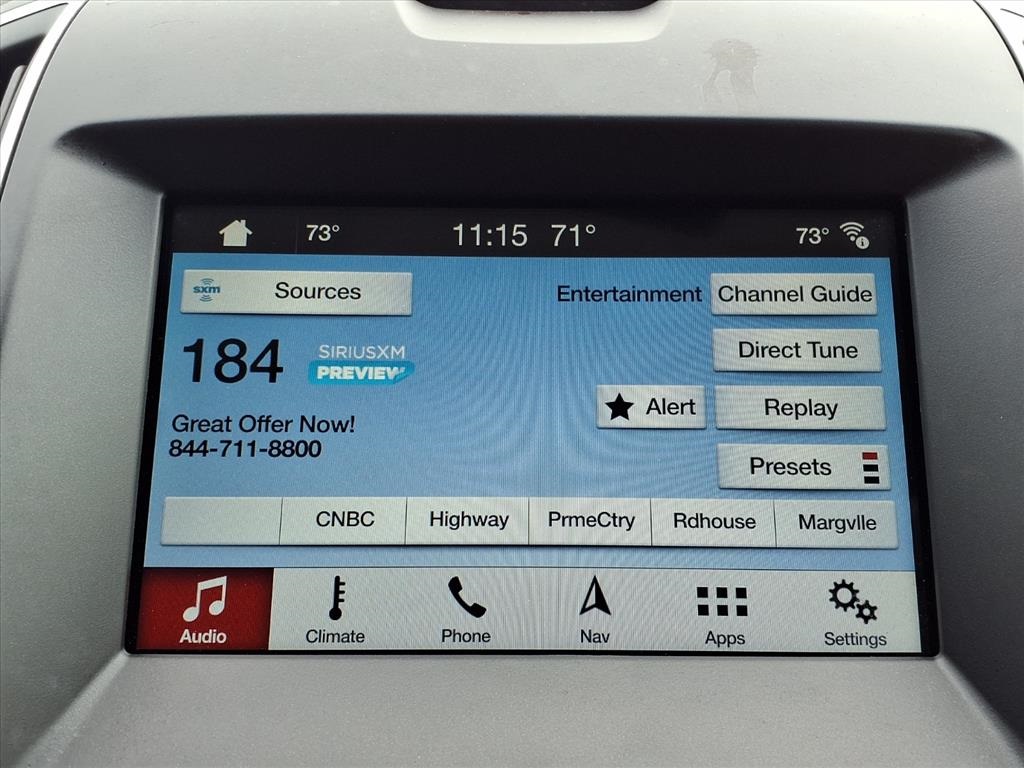 73° 11:15 71° 73°
sxm Sources Entertainment Channel Guide
184 SIRIUSXM Direct Tune
PREVIEW
Alert Replay
Great Offer Now!
844-711-8800
Presets
CNBC Highway PrmeCtry Rdhouse Margvlle
Audio Climate Phone Nav Apps Settings